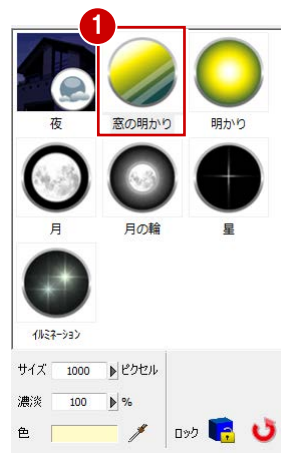 1
夜 窓の明かり 明かり
月 月の輪 星
ｲﾙﾐﾈｰｼｮﾝ
サイズ 1000 ピクセル
濃淡 100 %
色 ロック